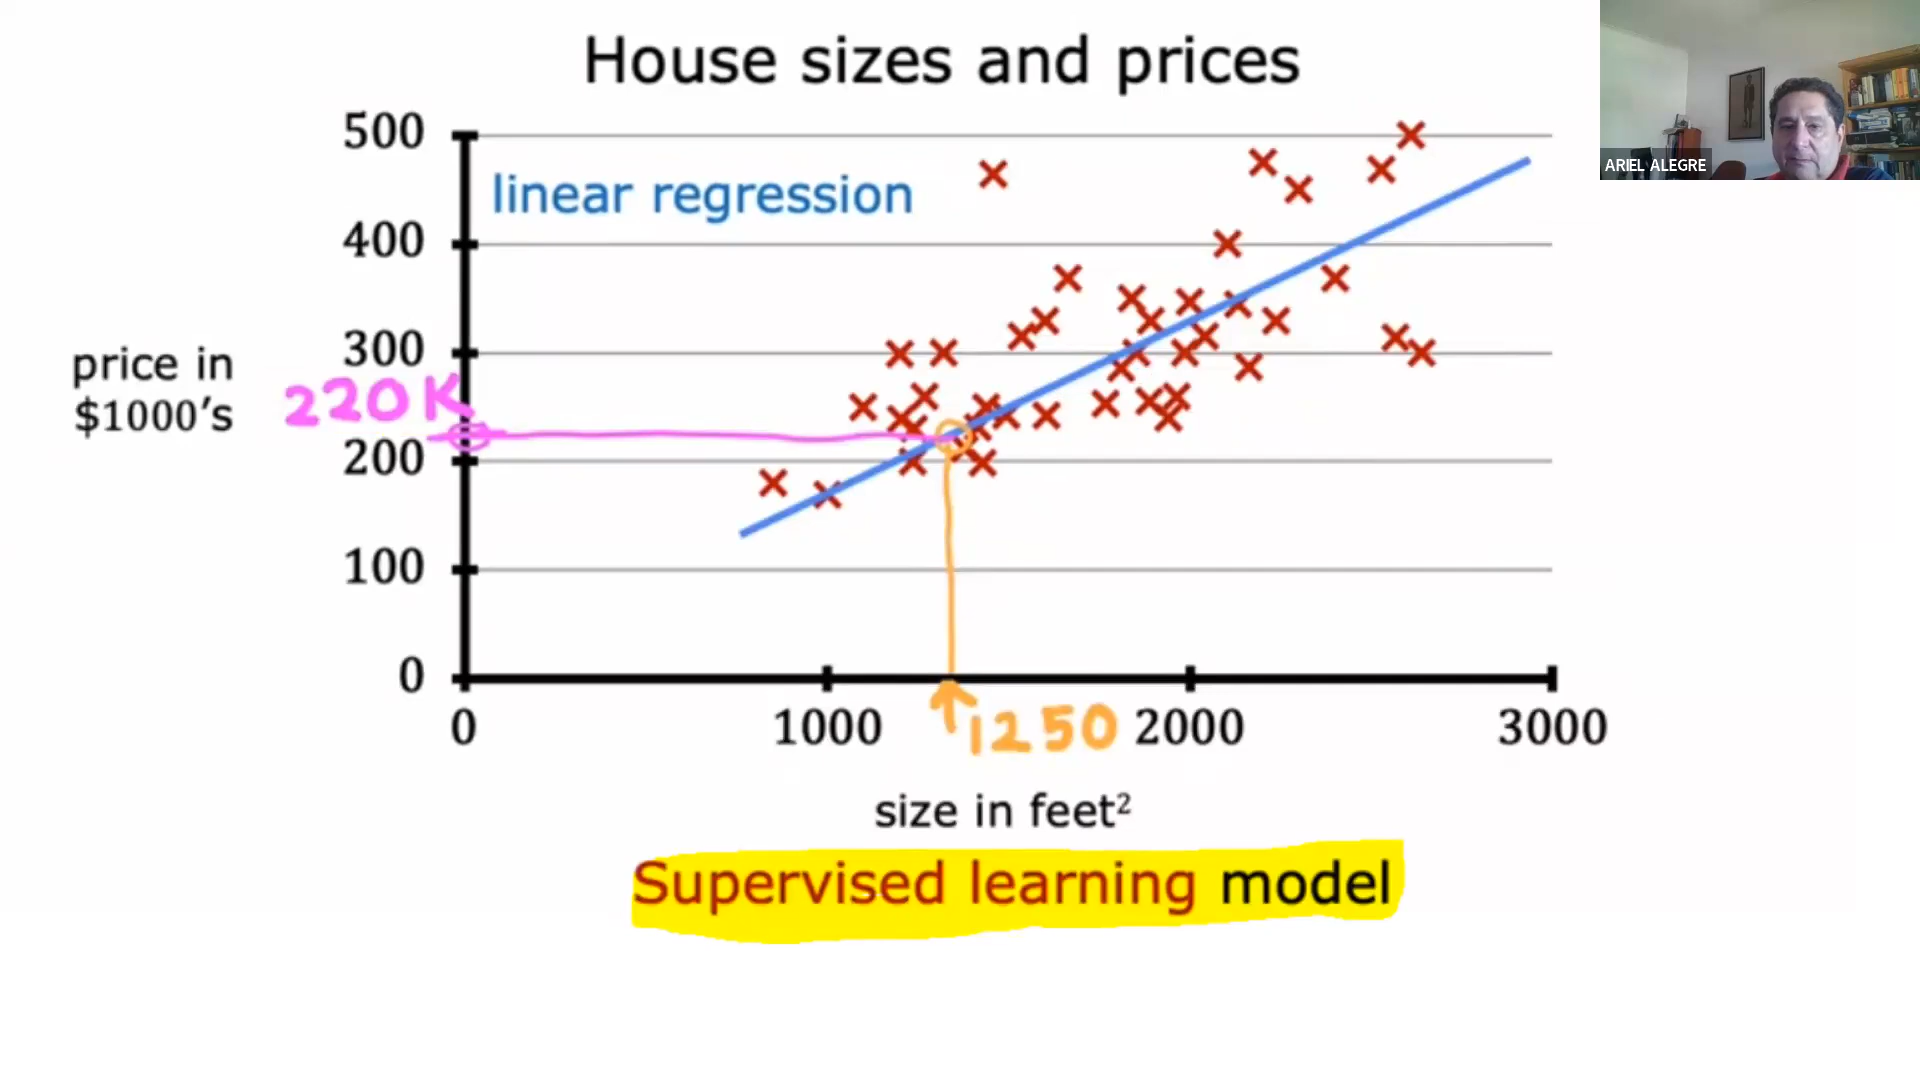 House sizes and prices
ARIEL ALEGRE
500
linear regression
400
300
price in
$1000's
220K
200
100
0
0
1000
1250
2000
3000
size in feet²
Supervised learning model